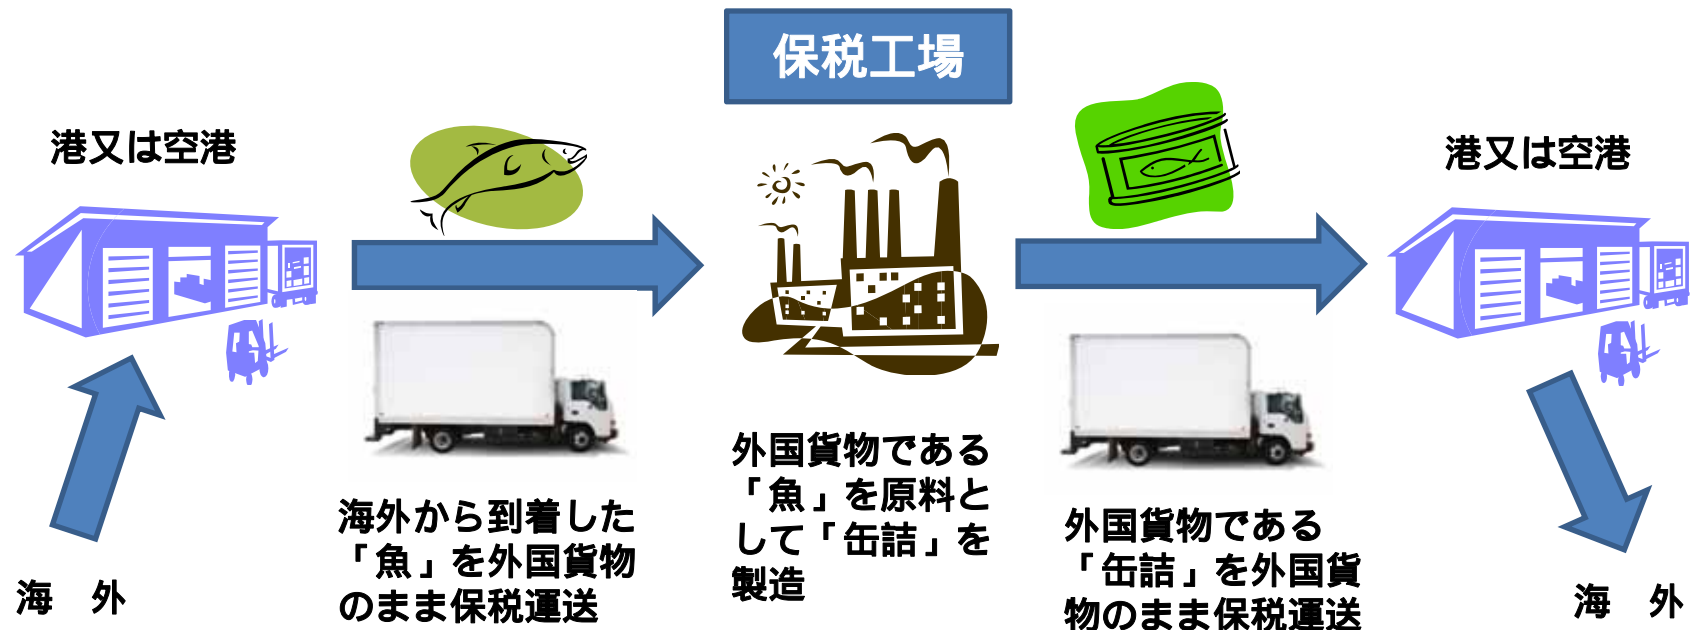 保税工場
港又は空港
港又は空港
海外から到着した
「魚」を外国貨物
のまま保税運送
外国貨物である
「魚」を原料と
して「缶詰」を
製造
外国貨物である
「缶詰」を外国貨
物のまま保税運送
海　外
海　外